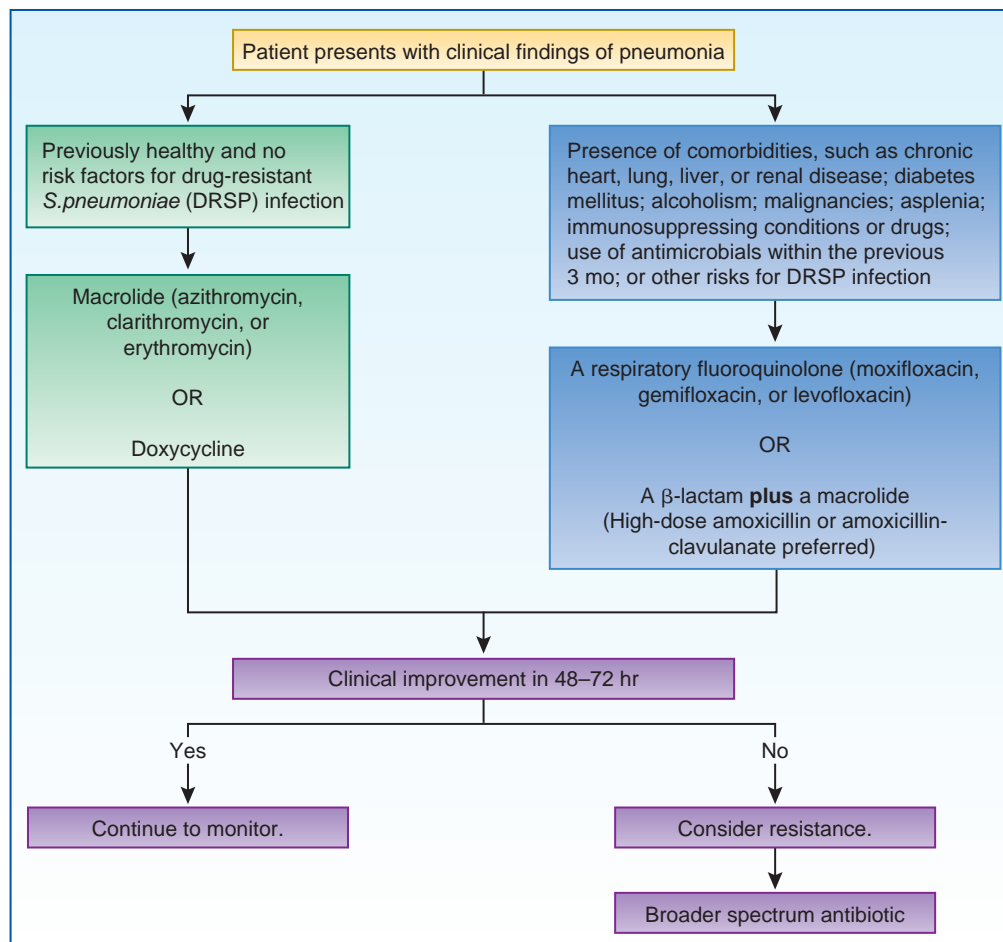 Patient presents with clinical findings of pneumonia
Previously healthy and no
risk factors for drug-resistant
S.pneumoniae (DRSP) infection
Macrolide (azithromycin,
clarithromycin, or
erythromycin)
OR
Doxycycline
Presence of comorbidities, such as chronic
heart, lung, liver, or renal disease; diabetes
mellitus; alcoholism; malignancies; asplenia;
immunosuppressing conditions or drugs;
use of antimicrobials within the previous
3 mo; or other risks for DRSP infection
A respiratory fluoroquinolone (moxifloxacin,
gemifloxacin, or levofloxacin)
OR
A β-lactam plus a macrolide
(High-dose amoxicillin or amoxicillin-
clavulanate preferred)
Clinical improvement in 48–72 hr
Yes
No
Continue to monitor.
Consider resistance.
Broader spectrum antibiotic